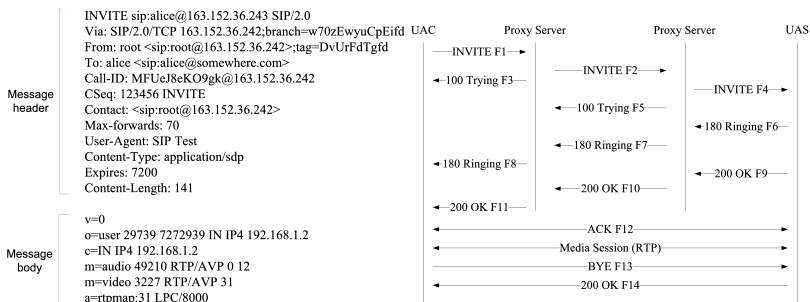 INVITE sip:alice@163.152.36.243 SIP/2.0
Via: SIP/2.0/TCP 163.152.36.242;branch=w70zEwyuCpEifd
From: root <sip:root@163.152.36.242>;tag=DvUrFdTgfd
To: alice <sip:alice@somewhere.com>
Call-ID: MFUeJ8eKO9gk@163.152.36.242
CSeq: 123456 INVITE
Contact: <sip:root@163.152.36.242>
Max-forwards: 70
User-Agent: SIP Test
Content-Type: application/sdp
Expires: 7200
Content-Length: 141
Message
header
v=0
o=user 29739 7272939 IN IP4 192.168.1.2
c=IN IP4 192.168.1.2
m=audio 49210 RTP/AVP 0 12
m=video 3227 RTP/AVP 31
a=rtpmap:31 LPC/8000
Message
body
UAC Proxy Server Proxy Server UAS
INVITE F1
INVITE F2
100 Trying F3
INVITE F4
100 Trying F5
180 Ringing F6
180 Ringing F7
180 Ringing F8
200 OK F9
200 OK F10
200 OK F11
ACK F12
Media Session (RTP)
BYE F13
200 OK F14